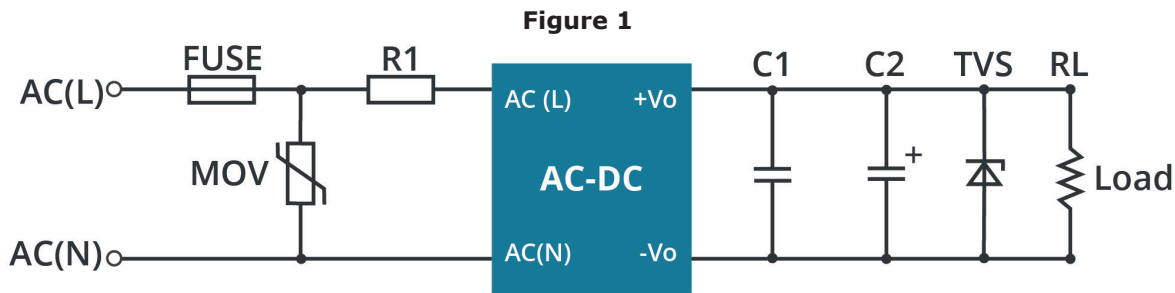 Figure 1
FUSE R1 C1 C2 TVS RL
AC(L) AC (L) +Vo
+
MOV AC-DC Load
AC(N) AC(N) -Vo